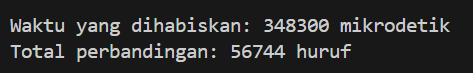 Waktu yang dihabiskan: 348300 mikrodetik
Total perbandingan: 56744 huruf